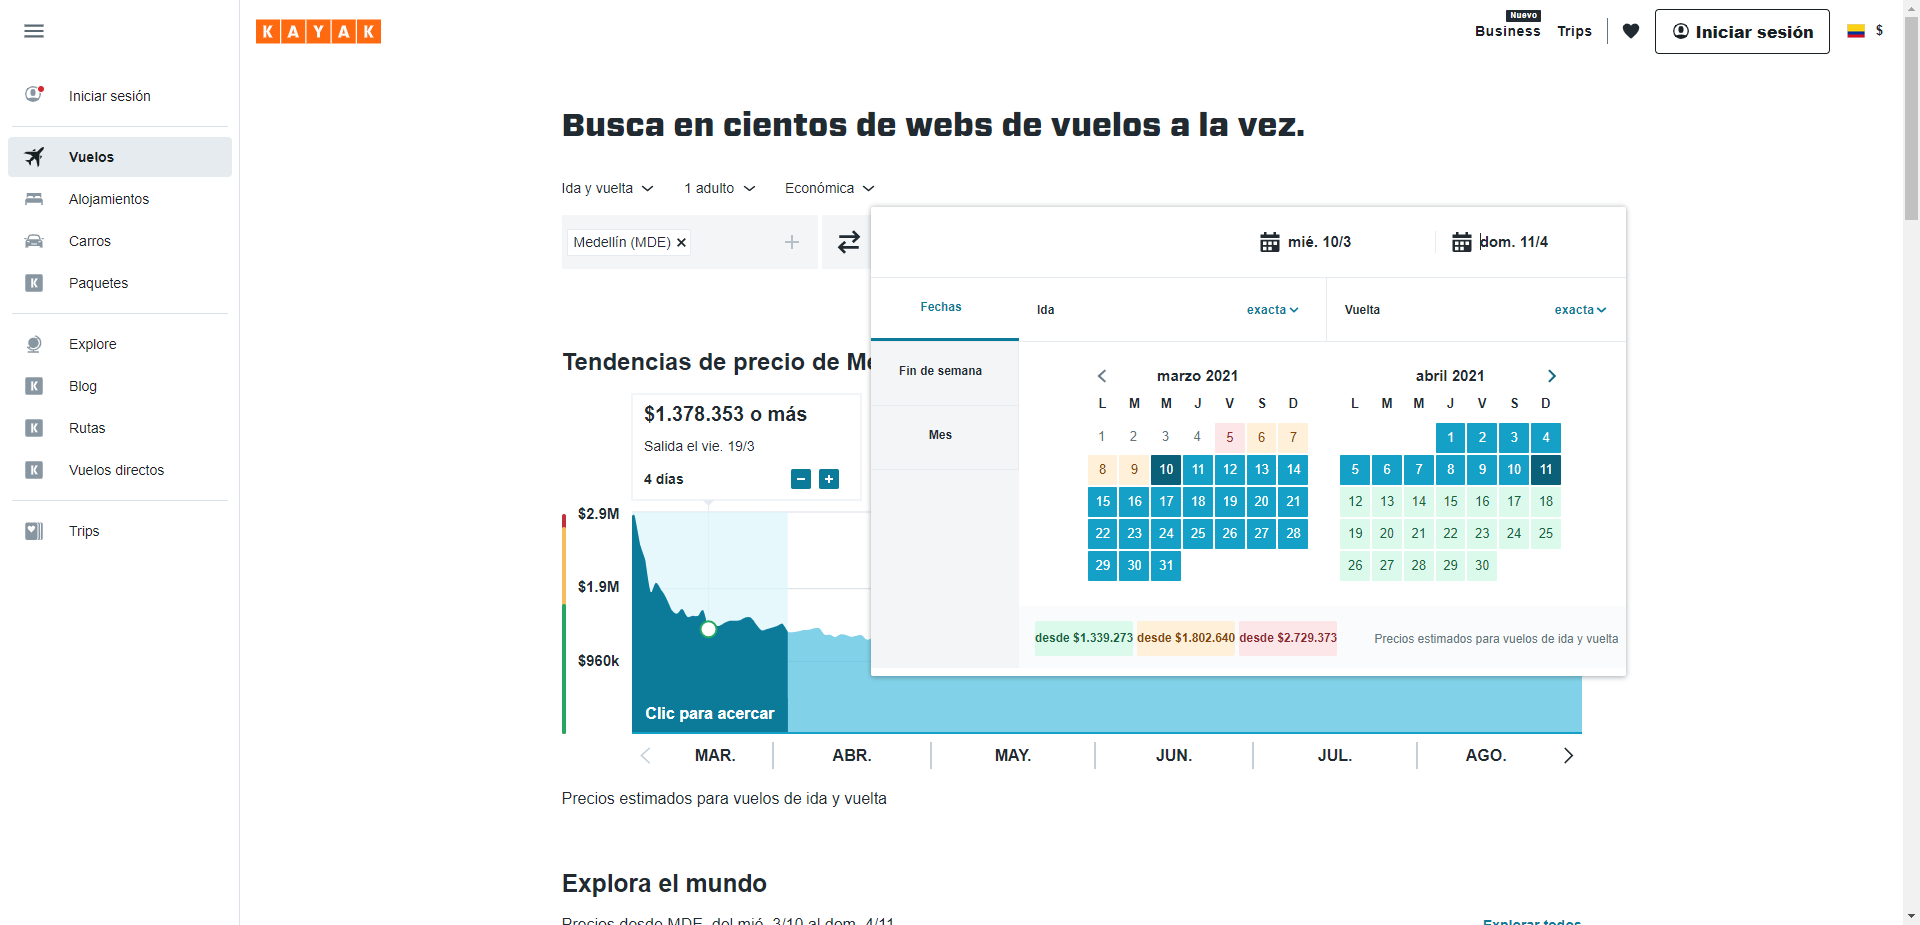 KAYAK
Nuevo
Business
Trips
Iniciar sesión
$
Iniciar sesión
Vuelos
Alojamientos
Carros
Paquetes
Explore
Blog
Rutas
Vuelos directos
Trips
Busca en cientos de webs de vuelos a la vez.
Ida y vuelta 1 adulto Económica
Medellín (MDE)
mié. 10/3 dom. 11/4
Fechas
Fin de semana
Mes
Ida exacta Vuelta exacta
marzo 2021
L M M J V S D
1 2 3 4 5 6 7
8 9 10 11 12 13 14
15 16 17 18 19 20 21
22 23 24 25 26 27 28
29 30 31
abril 2021
L M M J V S D
1 2 3 4
5 6 7 8 9 10 11
12 13 14 15 16 17 18
19 20 21 22 23 24 25
26 27 28 29 30
desde $1.339.273 desde $1.802.640 desde $2.729.373 Precios estimados para vuelos de ida y vuelta
Tendencias de precio de
$1.378.353 o más
Salida el vie. 19/3
4 días
$2.9M
$1.9M
$960k
Clic para acercar
MAR. ABR. MAY. JUN. JUL. AGO.
Precios estimados para vuelos de ida y vuelta
Explora el mundo
Precios desde MDE, del mié. 3/10 al dom. 4/11
Explorar todos